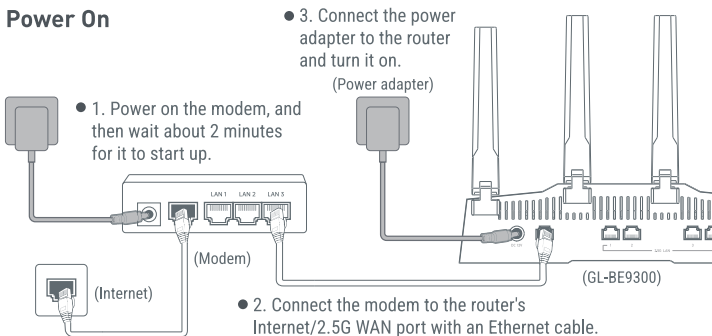 Power On
● 3. Connect the power
adapter to the router
and turn it on.
(Power adapter)
● 1. Power on the modem, and
then wait about 2 minutes
for it to start up.
LAN 1 LAN 2 LAN 3
(Modem)
(Internet)
1 2 3
(GL-BE9300)
● 2. Connect the modem to the router's
Internet/2.5G WAN port with an Ethernet cable.